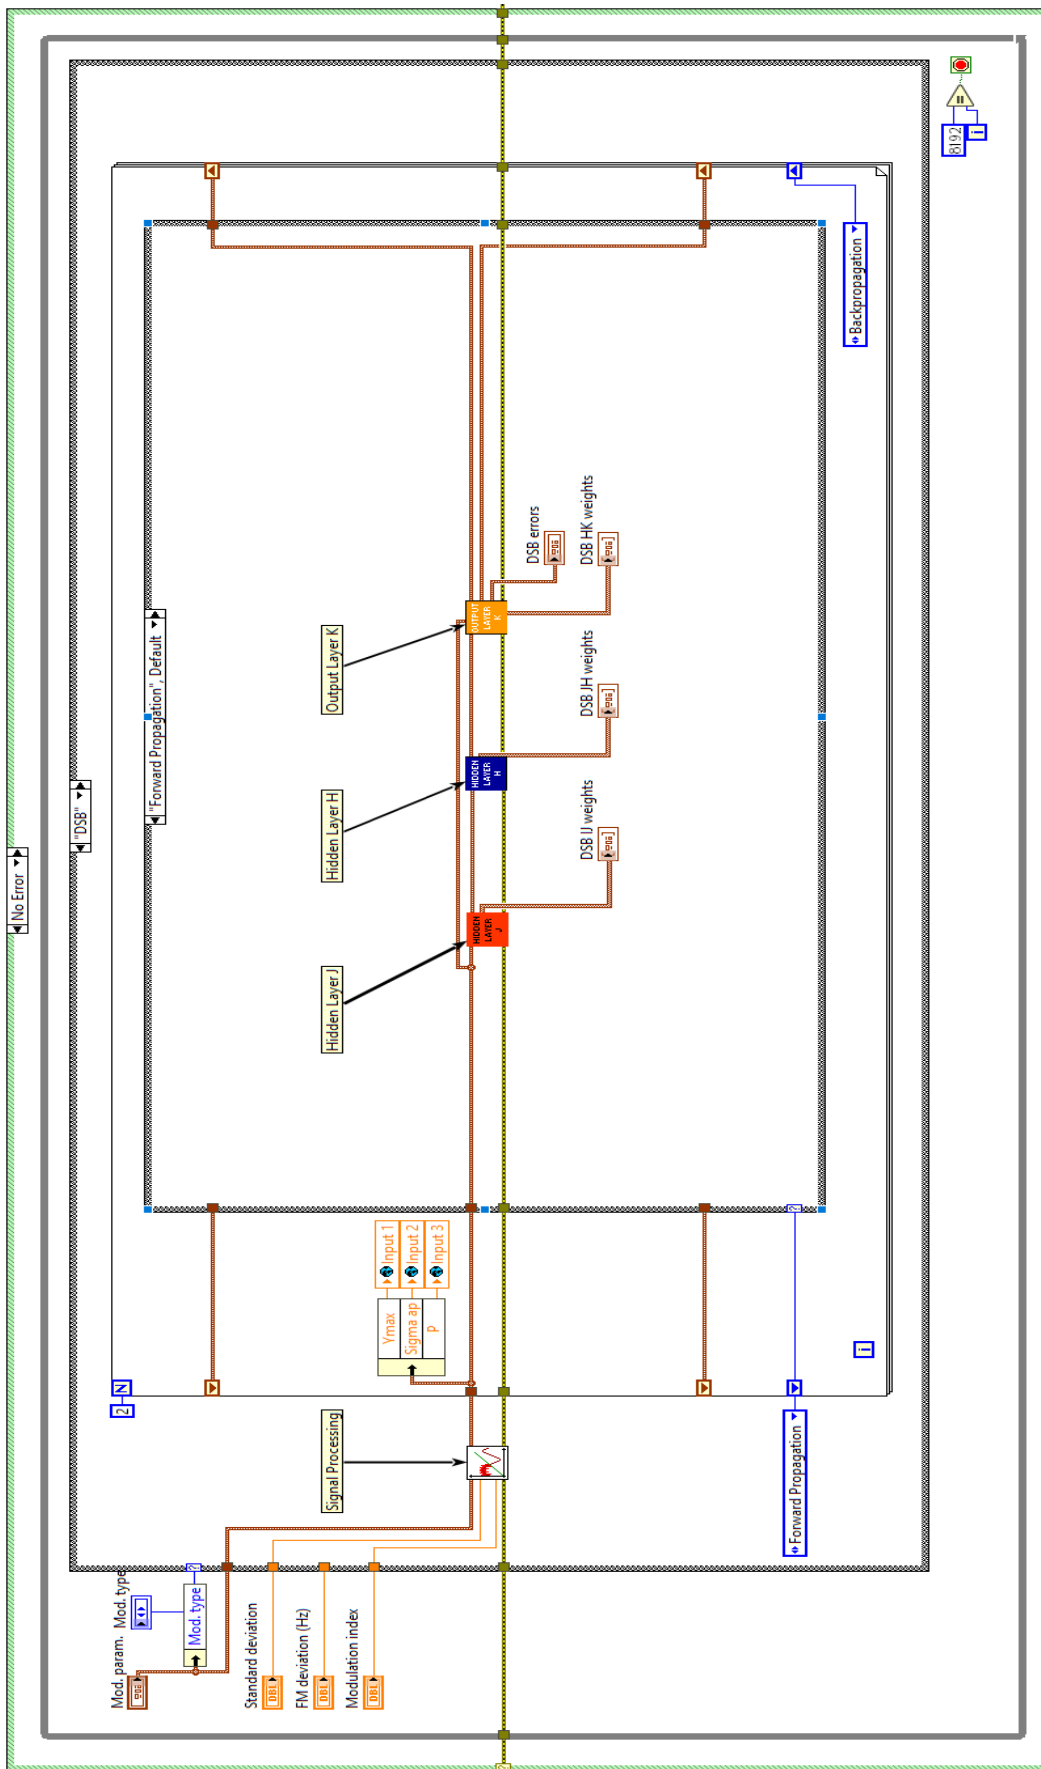 No Error
"DSB"
"Forward Propagation", Default
Mod. param.
Mod. type
Mod. type
Standard deviation
DBL
FM deviation (Hz)
DBL
Modulation index
DBL
Signal Processing
2
N
Ymax
Sigma ap
p
Input 1
Input 2
Input 3
Forward Propagation
i
?
?
?
Hidden Layer J
HIDDEN
LAYER
J
DSB IJ weights
Hidden Layer H
HIDDEN
LAYER
H
DSB JH weights
Output Layer K
OUTPUT
LAYER
K
DSB errors
DSB HK weights
Backpropagation
8192
i
=